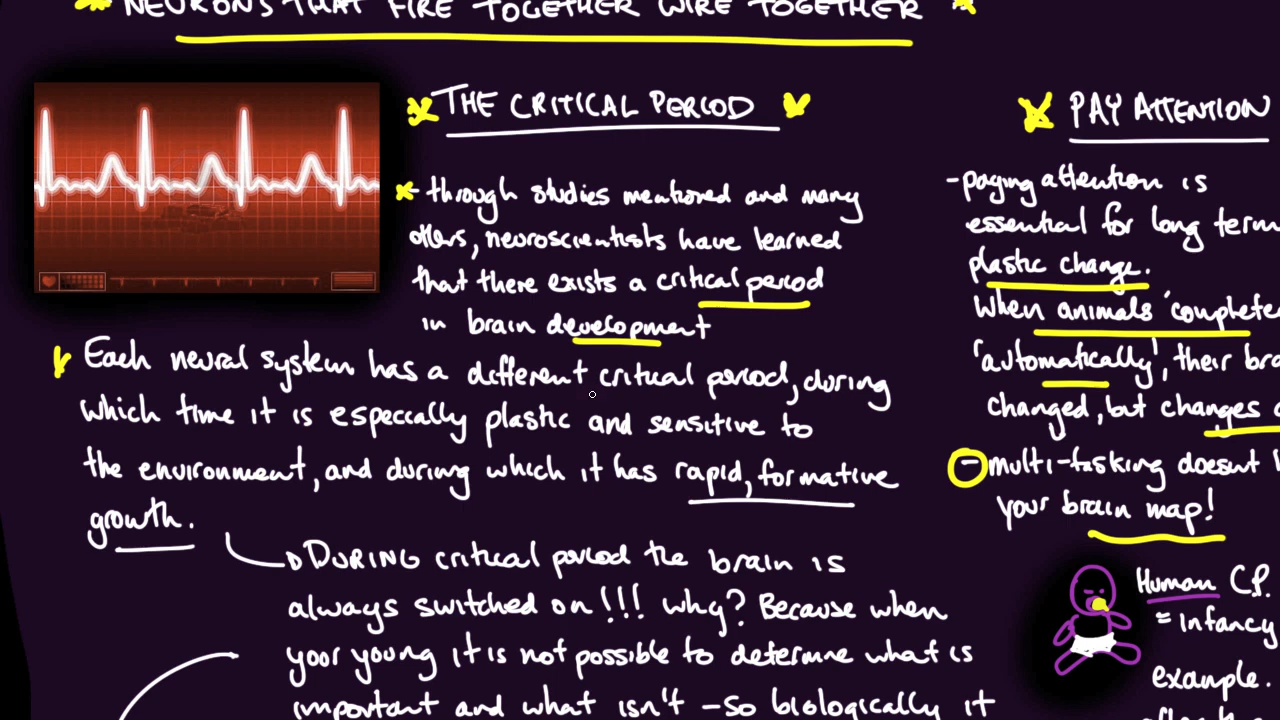 NEURONS THAT FIRE TOGETHER WIRE TOGETHER
THE CRITICAL PERIOD
- through studies mentioned and many
others, neuroscientists have learned
that there exists a critical period
in brain development
Each neural system has a different critical period, during
which time it is especcally plastic and sensitive to
the environment, and during which it has rapid, formative
growth.
DURING critical period the brain is
always switched on!!! why? Because when
yoor young it is not possible to determine what is
important and what isn't - So biologically it
PAY ATTENTION
- paying attention is
essential for long term
plastic change.
When animals 'complete
'automatically', their
changed, but changes
- multi-tasking doesnt
your brain map!
Human C.P.
= infancy
example.